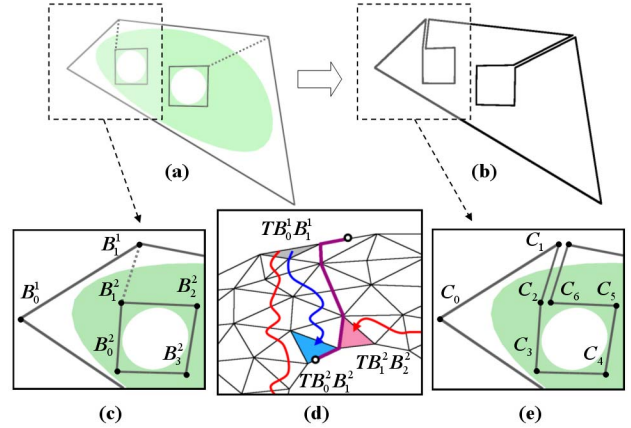 (a)
(b)
B_1^1
B_0^1
B_1^2
B_2^2
B_0^2
B_3^2
TB_0^1B_1^1
TB_1^2B_2^2
TB_0^2B_1^2
C_1
C_0
C_2
C_6
C_5
C_3
C_4
(c)
(d)
(e)